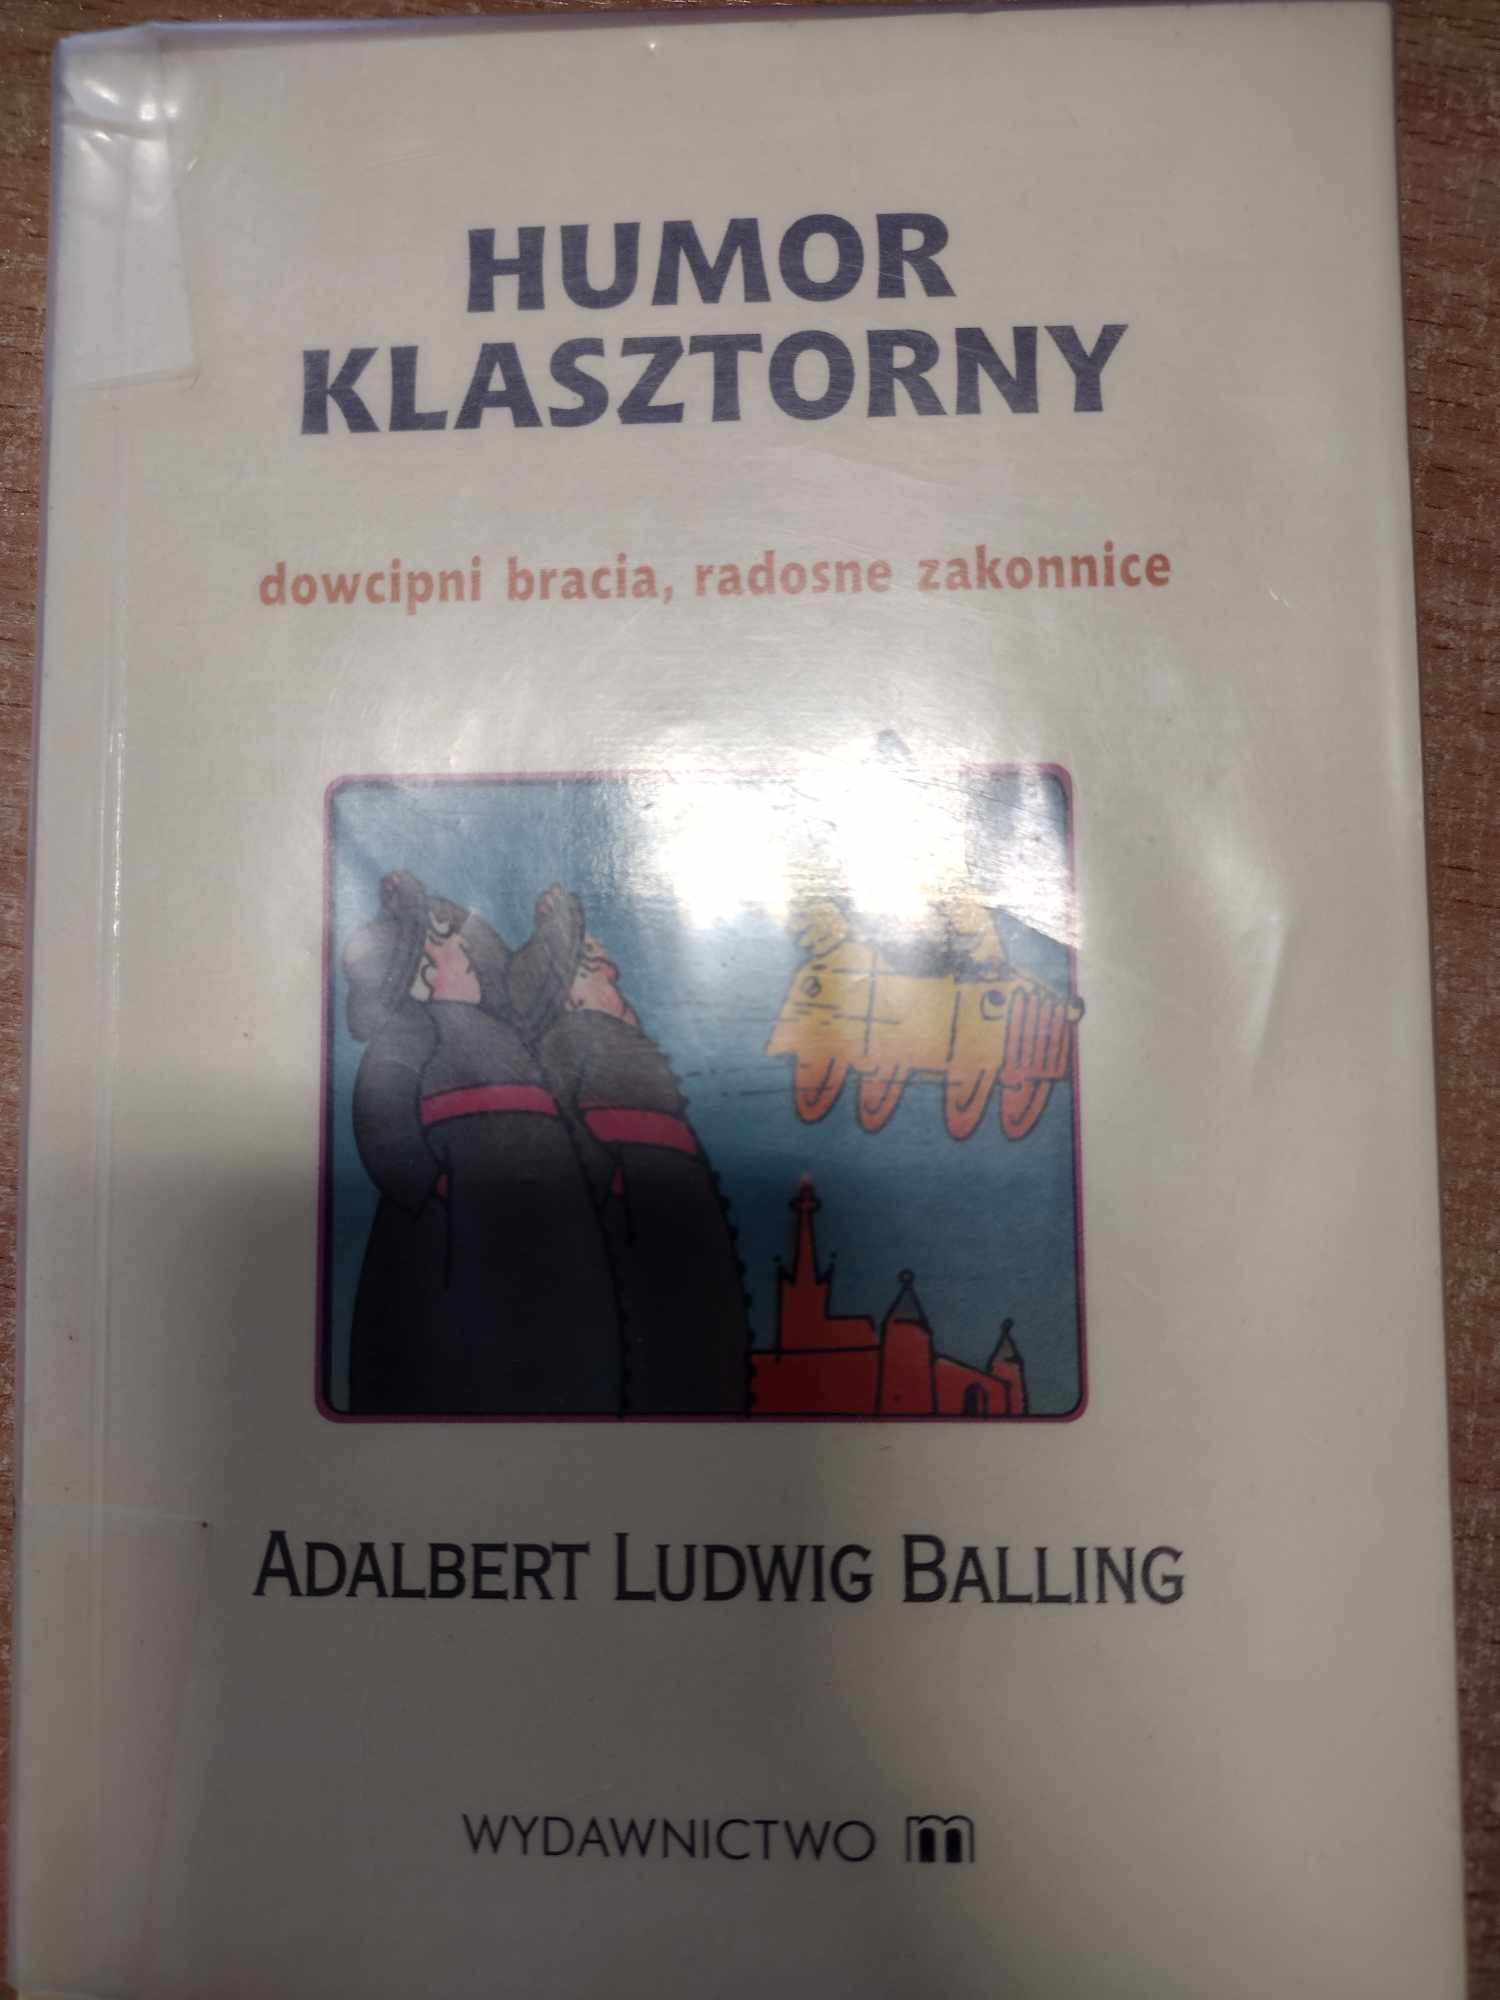 HUMOR
KLASZTORNY
dowcipni bracia, radosne zakonnice
ADALBERT LUDWIG BALLING
WYDAWNICTWO m